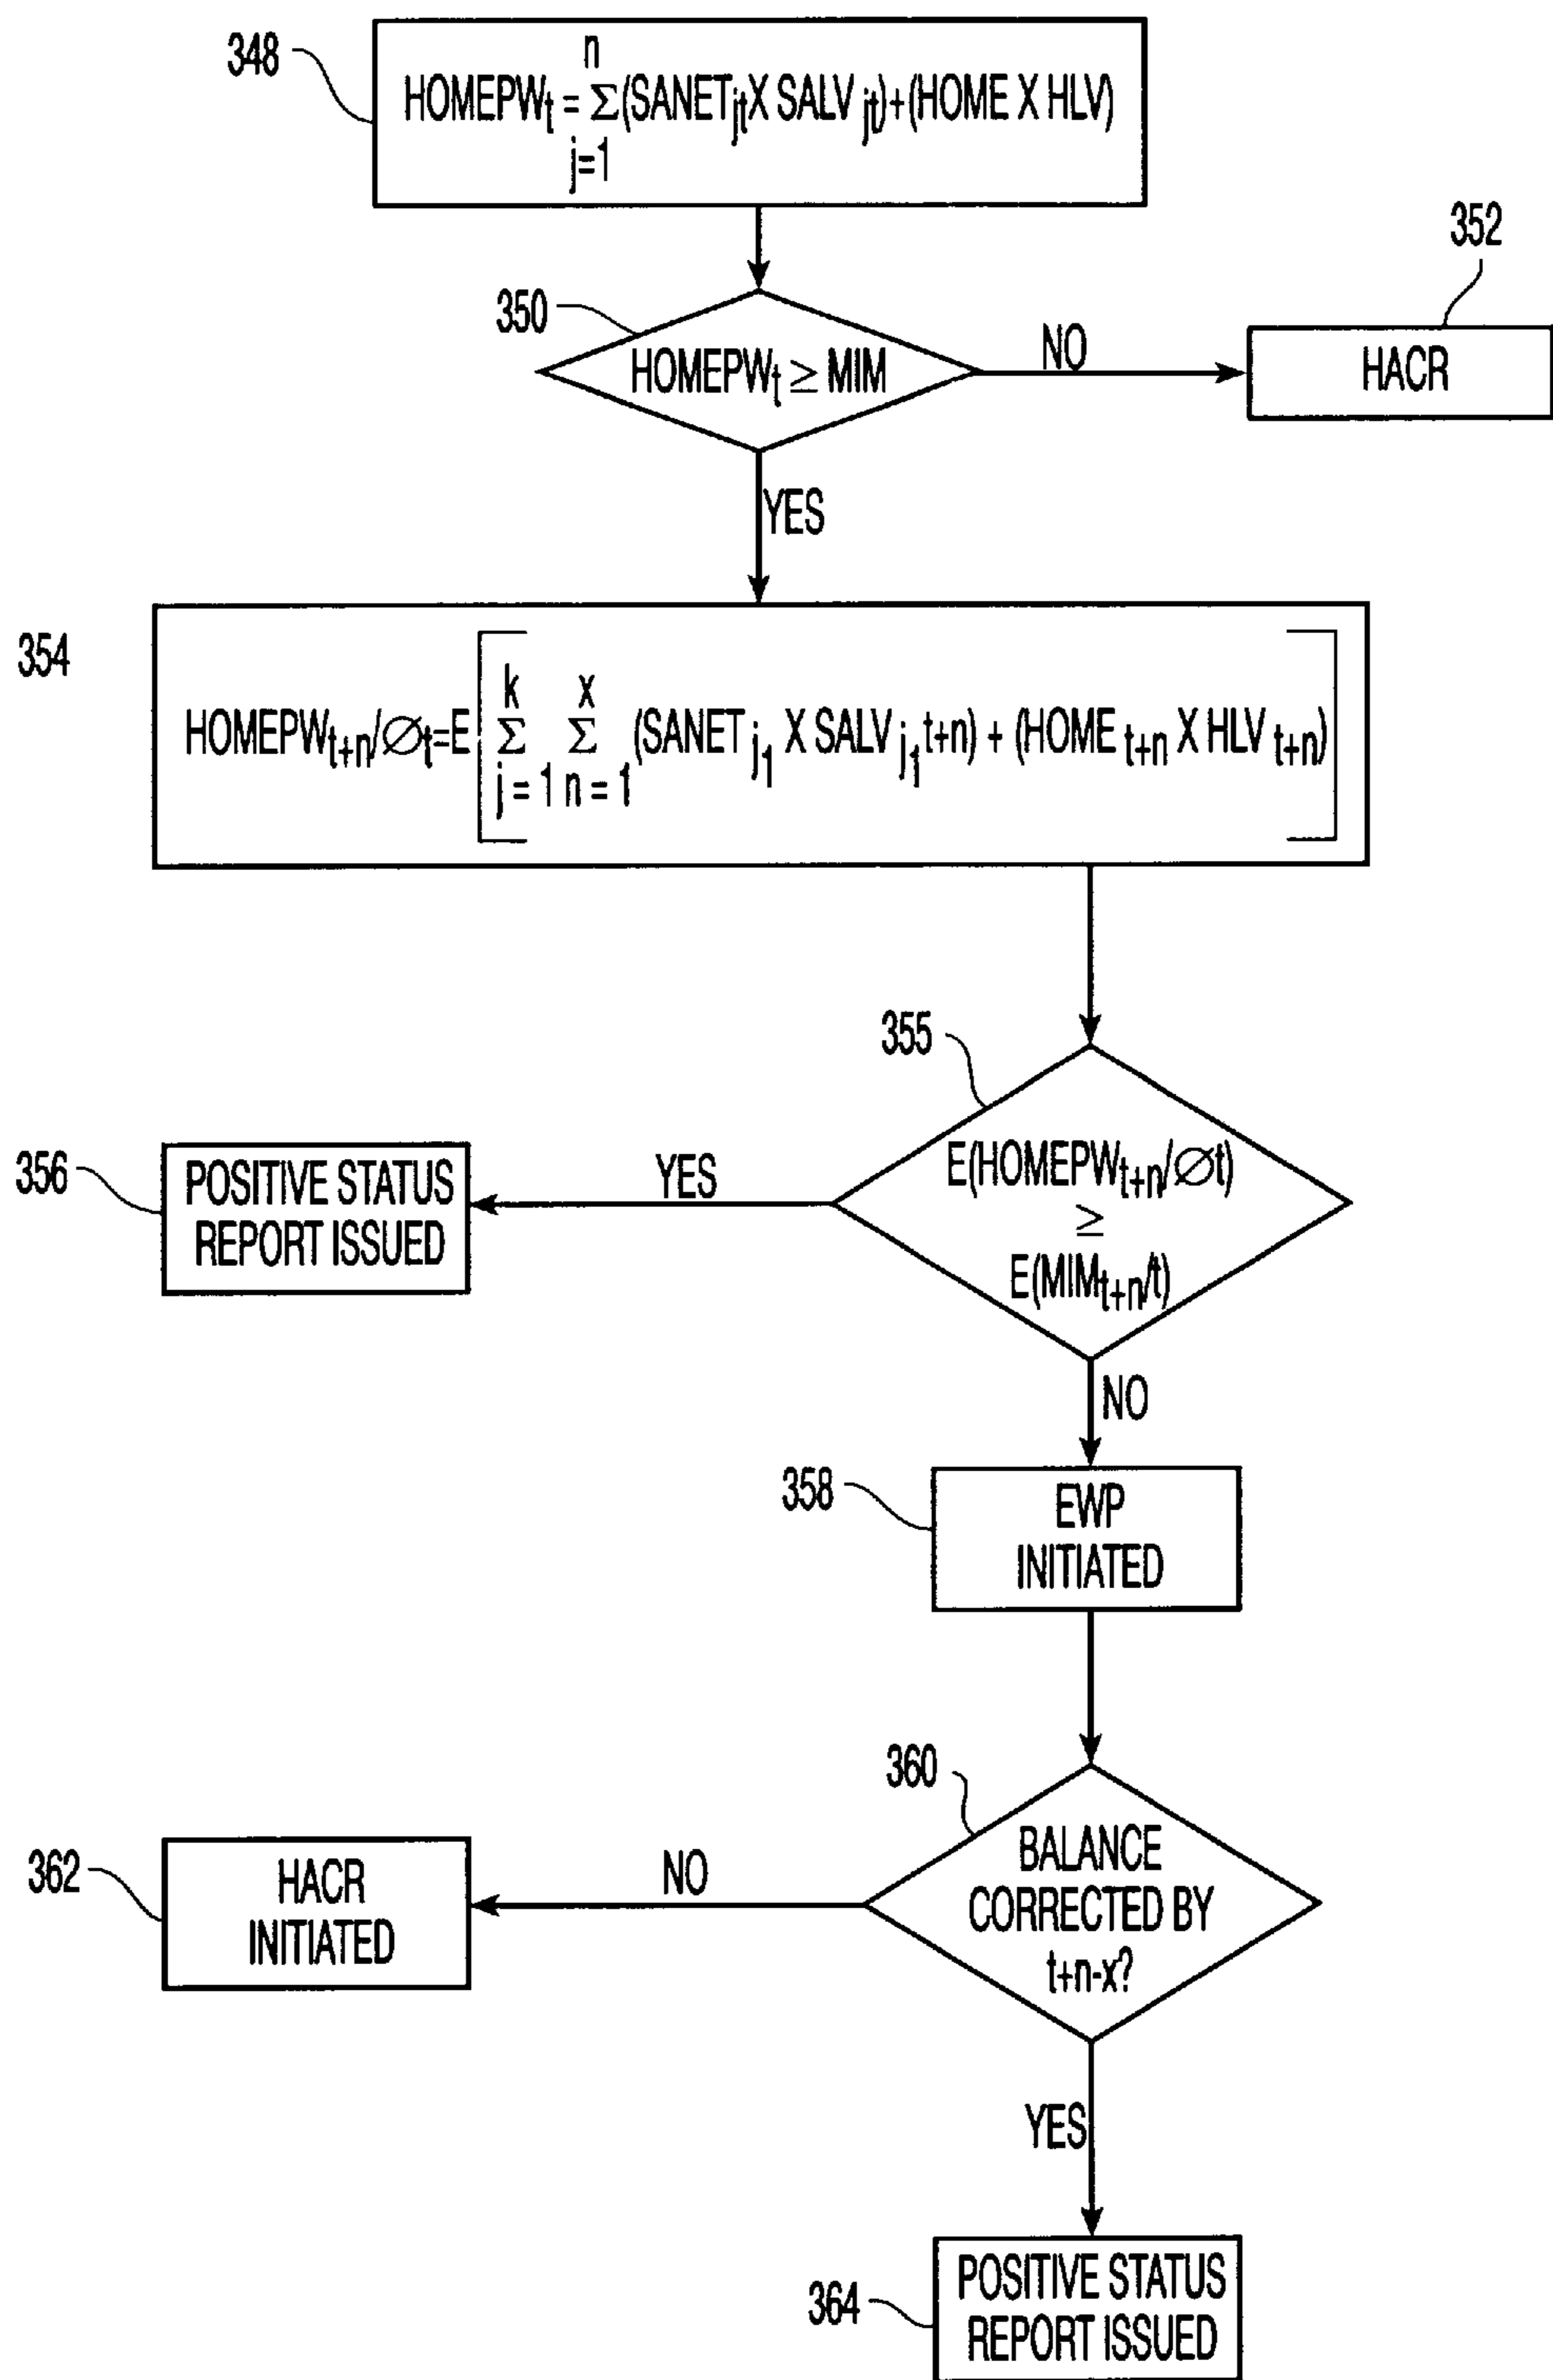 348
n
HOMEPWt = Σ(SANETjt X SALV jt)+(HOME X HLV)
j=1
352
350
HOMEPWt ≥ MIM
NO
HACR
YES
354
k x
HOMEPWt+n/∅t=E [ Σ Σ (SANET j1 X SALV j1 t+n) + (HOME t+n X HLV t+n) ]
j = 1 n = 1
355
356
POSITIVE STATUS
REPORT ISSUED
YES
E(HOMEPWt+n/∅t)
≥
E(MIMt+n/t)
NO
358
EWP
INITIATED
360
362
HACR
INITIATED
NO
BALANCE
CORRECTED BY
t+n-x?
YES
364
POSITIVE STATUS
REPORT ISSUED